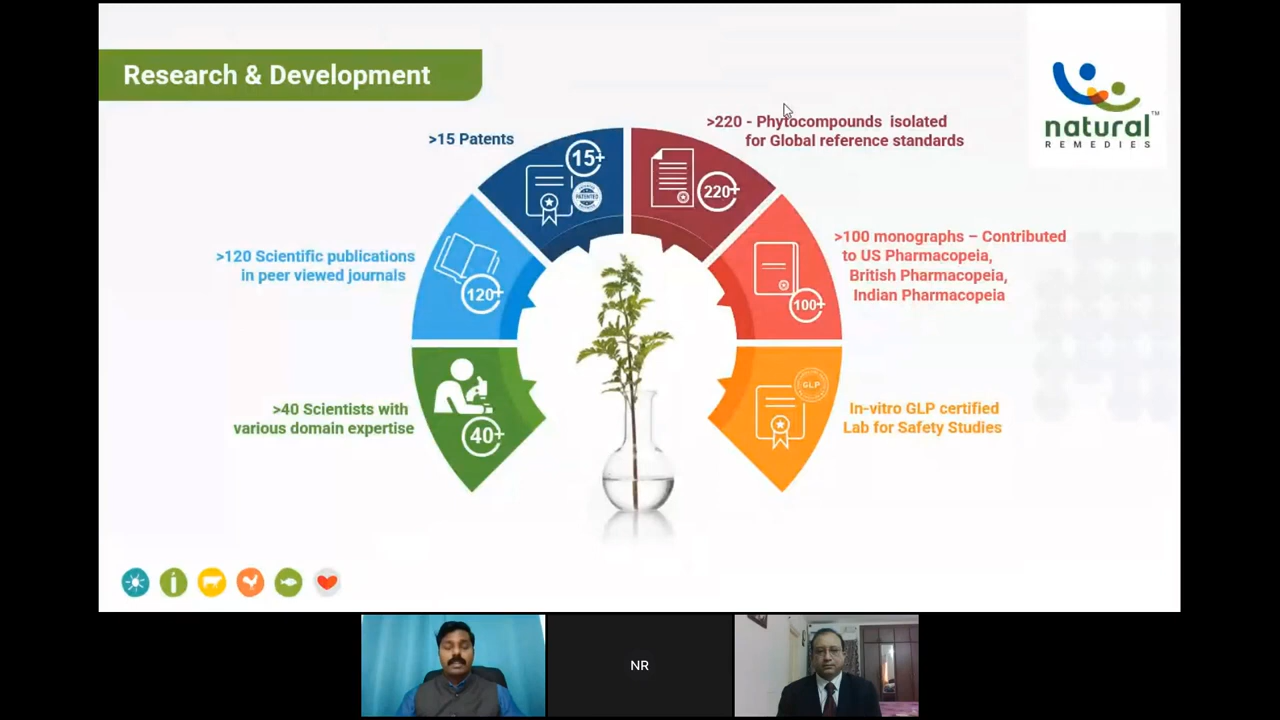 Research & Development
natural
REMEDIES
TM
>15 Patents
>220 - Phytocompounds isolated
for Global reference standards
15+
PATENTED
220+
>120 Scientific publications
in peer viewed journals
120+
>100 monographs – Contributed
to US Pharmacopeia,
British Pharmacopeia,
Indian Pharmacopeia
100+
>40 Scientists with
various domain expertise
40+
GLP
In-vitro GLP certified
Lab for Safety Studies
NR